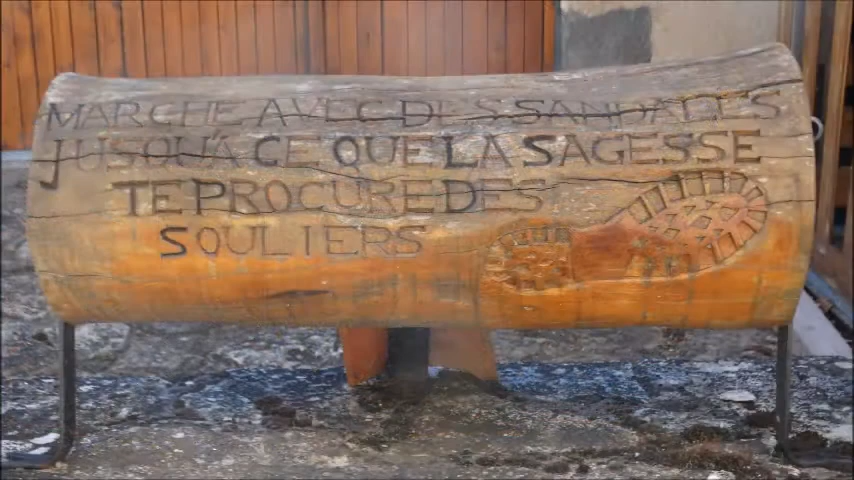 MARCHE AVEC DES SANDALES
JUSQU'À CE QUE LA SAGESSE
TE PROCURE DES
SOULIERS